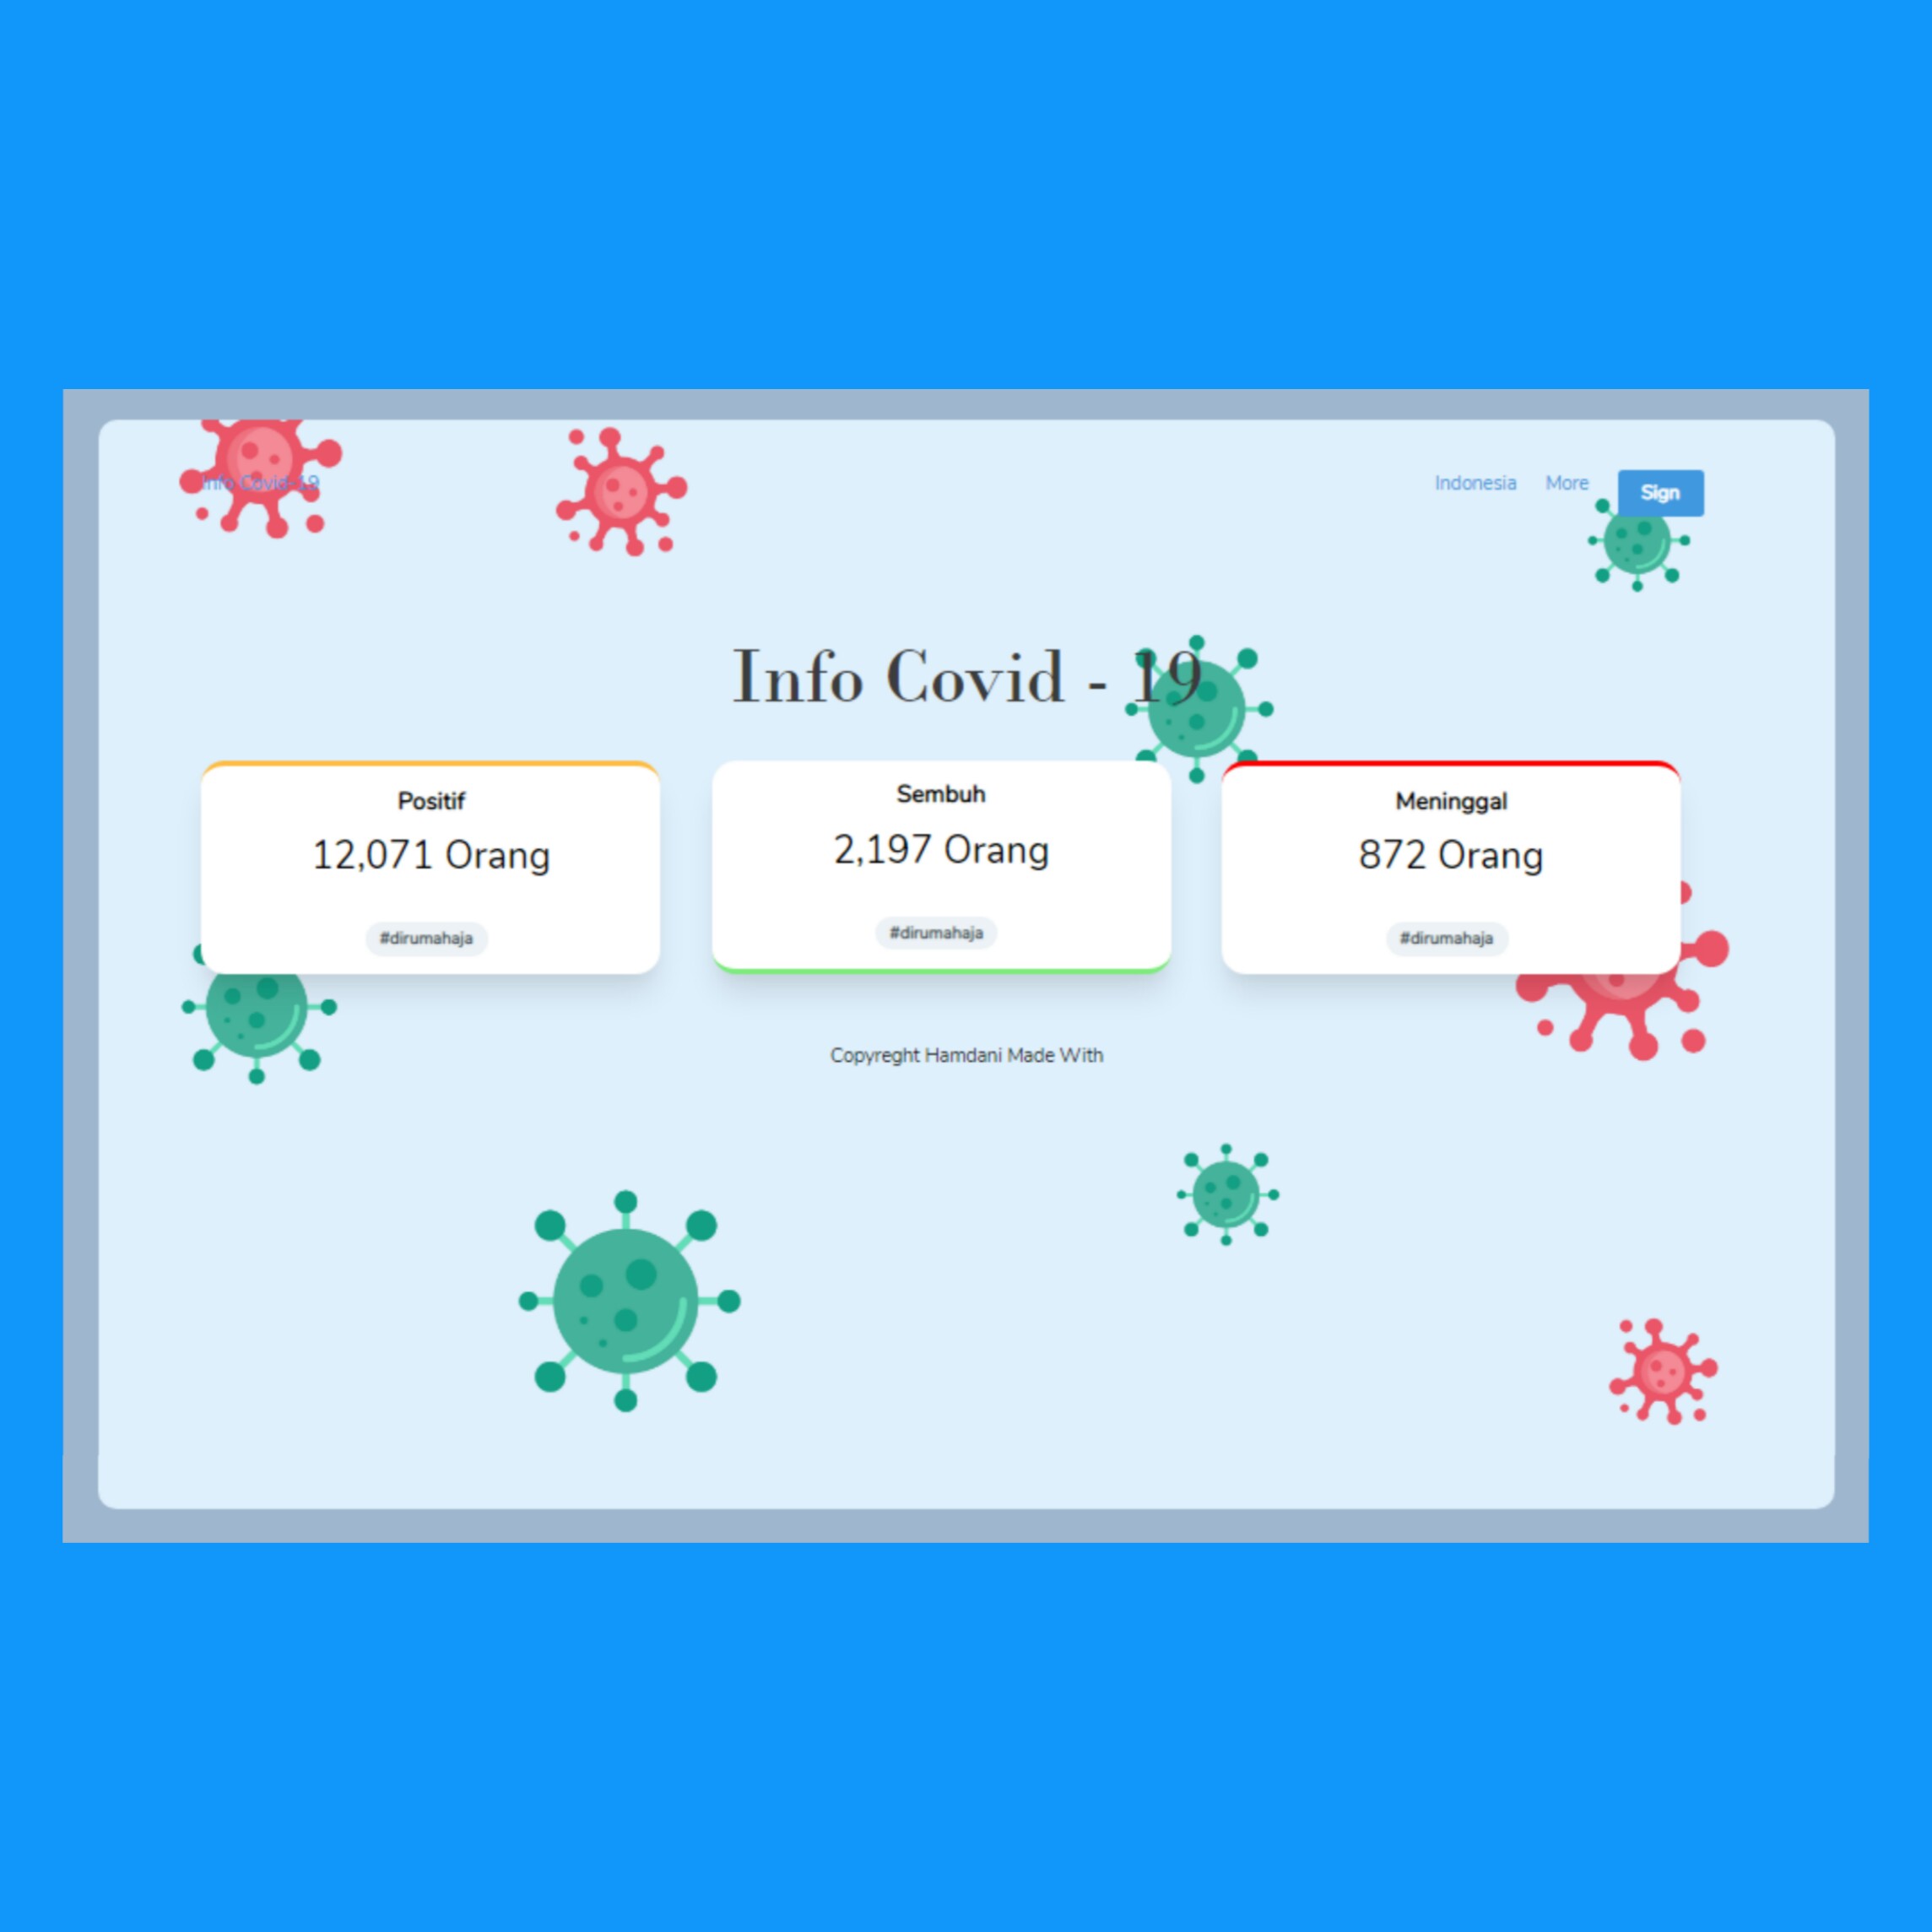 Info Covid-19
Indonesia More Sign
Info Covid - 19
Positif
12,071 Orang
#dirumahaja
Sembuh
2,197 Orang
#dirumahaja
Meninggal
872 Orang
#dirumahaja
Copyreght Hamdani Made With